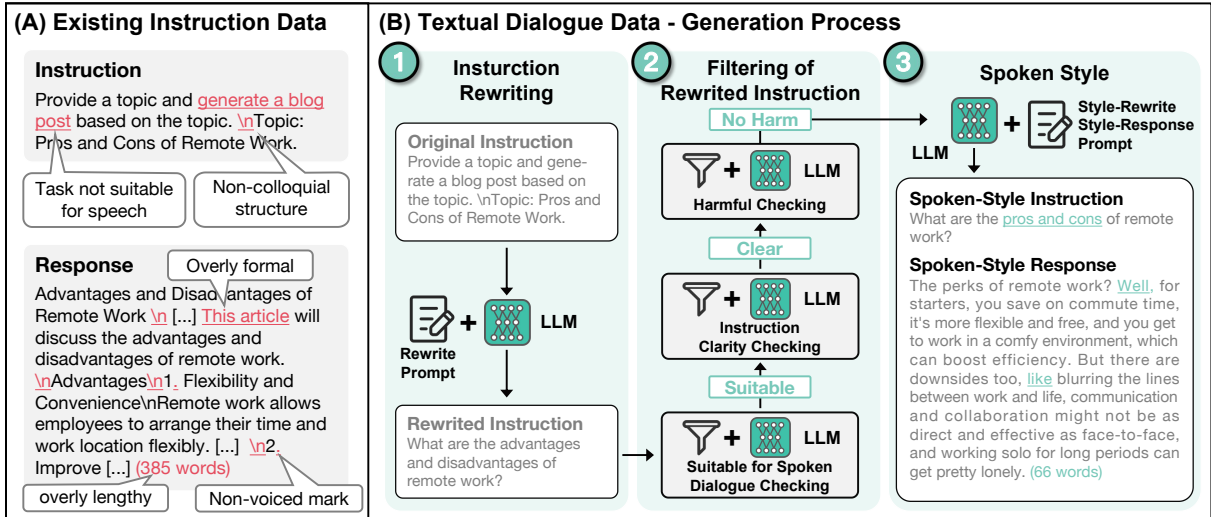 (A) Existing Instruction Data
Instruction
Provide a topic and generate a blog
post based on the topic. \nTopic:
Pros and Cons of Remote Work.
Task not suitable
for speech
Non-colloquial
structure
Response
Overly formal
Advantages and Disadvantages of
Remote Work \n [...] This article will
discuss the advantages and
disadvantages of remote work.
\nAdvantages\n1. Flexibility and
Convenience\nRemote work allows
employees to arrange their time and
work location flexibly. [...] \n2.
Improve [...] (385 words)
overly lengthy
Non-voiced mark
(B) Textual Dialogue Data - Generation Process
1
Insturction
Rewriting
Original Instruction
Provide a topic and gene-
rate a blog post based on
the topic. \nTopic: Pros and
Cons of Remote Work.
Rewrite
Prompt
+
LLM
Rewrited Instruction
What are the advantages
and disadvantages of
remote work?
2
Filtering of
Rewrited Instruction
No Harm
+ LLM
Harmful Checking
Clear
+ LLM
Instruction
Clarity Checking
Suitable
+ LLM
Suitable for Spoken
Dialogue Checking
3
Spoken Style
LLM
+
Style-Rewrite
Style-Response
Prompt
Spoken-Style Instruction
What are the pros and cons of remote
work?
Spoken-Style Response
The perks of remote work? Well, for
starters, you save on commute time,
it's more flexible and free, and you get
to work in a comfy environment, which
can boost efficiency. But there are
downsides too, like blurring the lines
between work and life, communication
and collaboration might not be as
direct and effective as face-to-face,
and working solo for long periods can
get pretty lonely. (66 words)